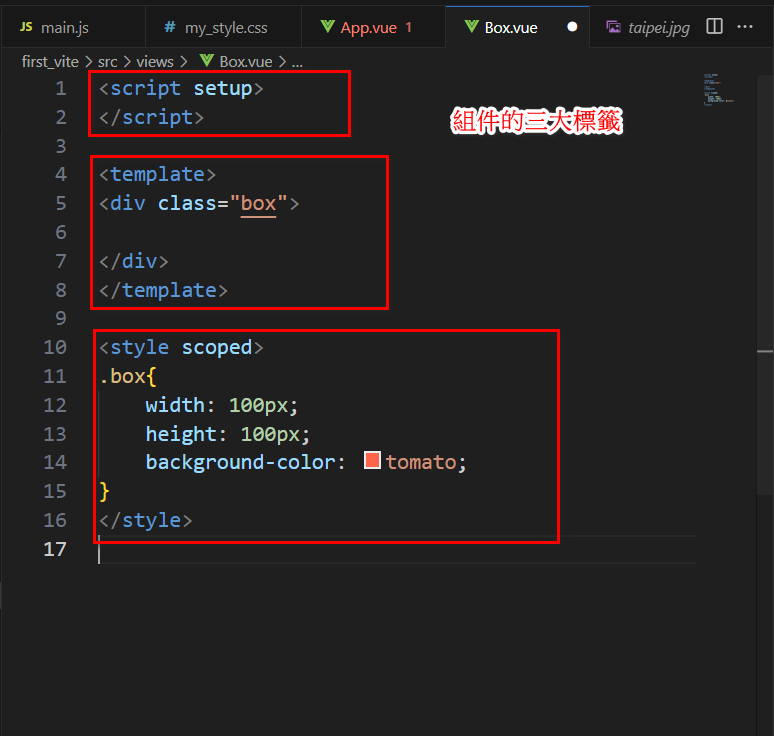 JS main.js # my_style.css App.vue 1 Box.vue taipei.jpg ...
first_vite > src > views > Box.vue > ...
1 <script setup>
2 </script>
組件的三大標籤
3
4 <template>
5 <div class="box">
6
7 </div>
8 </template>
9
10 <style scoped>
11 .box{
12 width: 100px;
13 height: 100px;
14 background-color: tomato;
15 }
16 </style>
17